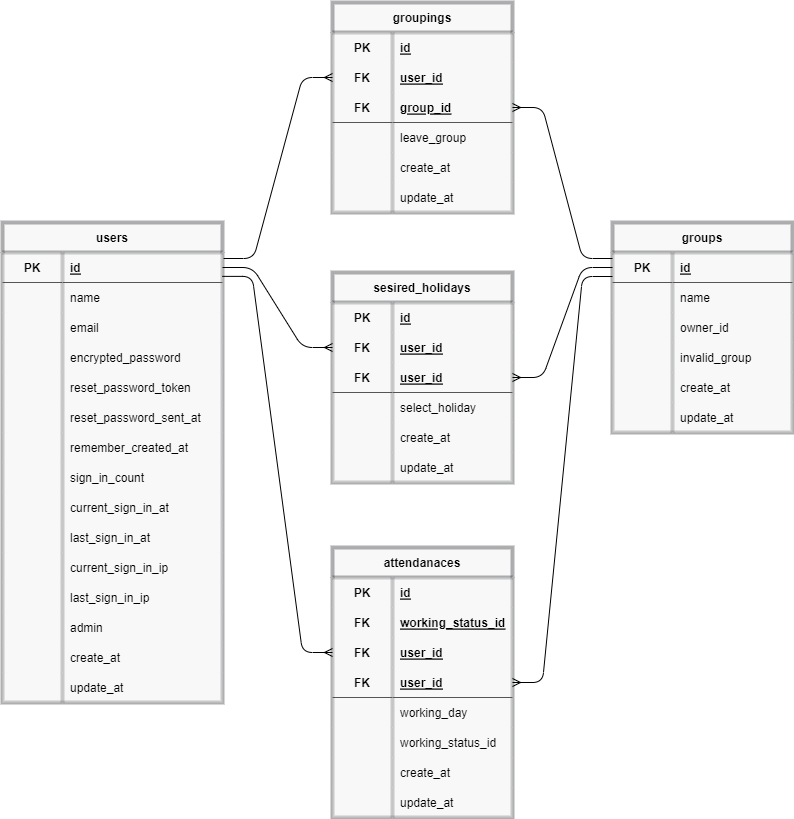 groupings
PK id
FK user_id
FK group_id
leave_group
create_at
update_at
users
PK id
name
email
encrypted_password
reset_password_token
reset_password_sent_at
remember_created_at
sign_in_count
current_sign_in_at
last_sign_in_at
current_sign_in_ip
last_sign_in_ip
admin
create_at
update_at
sesired_holidays
PK id
FK user_id
FK user_id
select_holiday
create_at
update_at
attendanaces
PK id
FK working_status_id
FK user_id
FK user_id
working_day
working_status_id
create_at
update_at
groups
PK id
name
owner_id
invalid_group
create_at
update_at